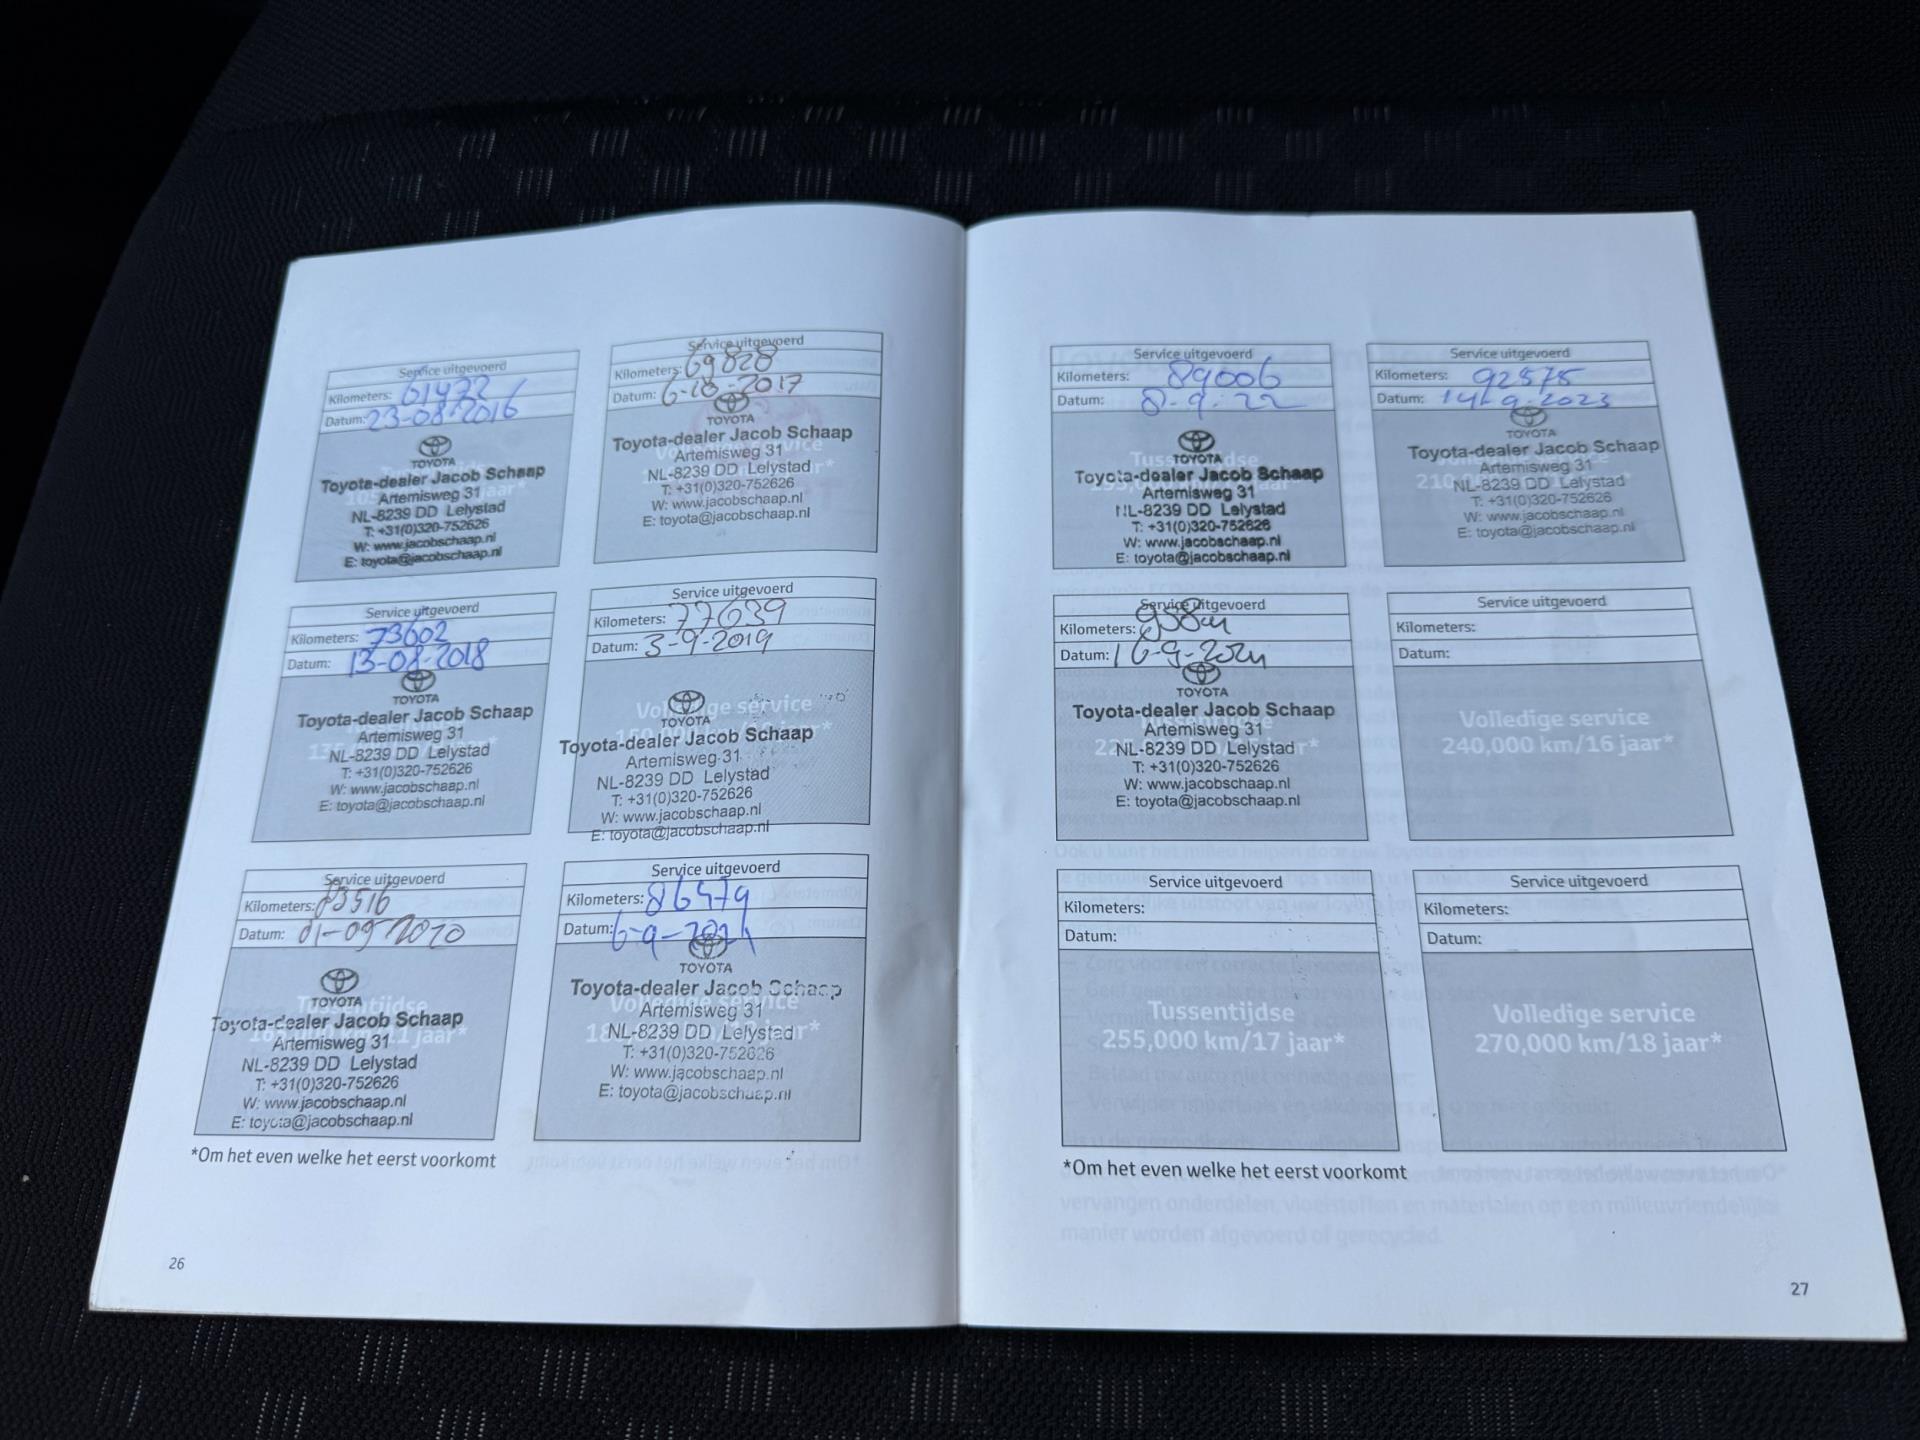 Service uitgevoerd
Kilometers: 61472
Datum: 23-08-2016
TOYOTA
Toyota-dealer Jacob Schaap
Artemisweg 31
NL-8239 DD Lelystad
T: +31(0)320-752626
W: www.jacobschaap.nl
E: toyota@jacobschaap.nl
Service uitgevoerd
Kilometers: 69828
Datum: 6-10-2017
TOYOTA
Toyota-dealer Jacob Schaap
Artemisweg 31
NL-8239 DD Lelystad
T: +31(0)320-752626
W: www.jacobschaap.nl
E: toyota@jacobschaap.nl
Service uitgevoerd
Kilometers: 73602
Datum: 13-08-2018
TOYOTA
Toyota-dealer Jacob Schaap
Artemisweg 31
NL-8239 DD Lelystad
T: +31(0)320-752626
W: www.jacobschaap.nl
E: toyota@jacobschaap.nl
Service uitgevoerd
Kilometers: 77639
Datum: 3-9-2019
Volledige service
TOYOTA
Toyota-dealer Jacob Schaap
Artemisweg 31
NL-8239 DD Lelystad
T: +31(0)320-752626
W: www.jacobschaap.nl
E: toyota@jacobschaap.nl
Service uitgevoerd
Kilometers: 83516
Datum: 01-09-2020
Tussentijdse
TOYOTA
Toyota-dealer Jacob Schaap
Artemisweg 31
NL-8239 DD Lelystad
T: +31(0)320-752626
W: www.jacobschaap.nl
E: toyota@jacobschaap.nl
Service uitgevoerd
Kilometers: 86479
Datum: 6-9-2021
TOYOTA
Toyota-dealer Jacob Schaap
Volledige service
Artemisweg 31
NL-8239 DD Lelystad
T: +31(0)320-752626
W: www.jacobschaap.nl
E: toyota@jacobschaap.nl
*Om het even welke het eerst voorkomt
26
Service uitgevoerd
Kilometers: 89006
Datum: 8-9-22
Tussentijdse
TOYOTA
Toyota-dealer Jacob Schaap
Artemisweg 31
NL-8239 DD Lelystad
T: +31(0)320-752626
W: www.jacobschaap.nl
E: toyota@jacobschaap.nl
Service uitgevoerd
Kilometers: 92575
Datum: 14-9-2023
TOYOTA
Toyota-dealer Jacob Schaap
Artemisweg 31
NL-8239 DD Lelystad
T: +31(0)320-752626
W: www.jacobschaap.nl
E: toyota@jacobschaap.nl
Service uitgevoerd
Kilometers:
Datum: 16-9-2024
TOYOTA
Toyota-dealer Jacob Schaap
Tussentijdse
Artemisweg 31
NL-8239 DD Lelystad
T: +31(0)320-752626
W: www.jacobschaap.nl
E: toyota@jacobschaap.nl
Service uitgevoerd
Kilometers:
Datum:
Volledige service
240,000 km/16 jaar*
Service uitgevoerd
Kilometers:
Datum:
Tussentijdse
255,000 km/17 jaar*
Service uitgevoerd
Kilometers:
Datum:
Volledige service
270,000 km/18 jaar*
*Om het even welke het eerst voorkomt
27